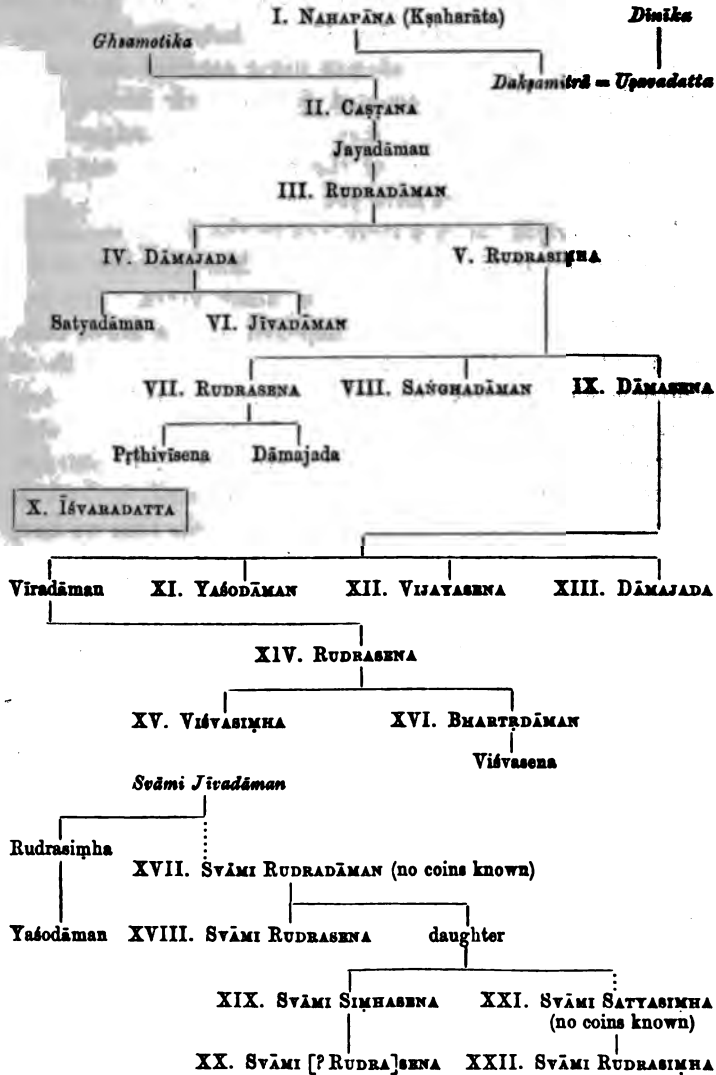 I. NAHAPĀNA (Kṣaharāta) Dinīka
Ghsamotika
Dakṣamitrā = Uṣavadatta
II. CAṢṬANA
Jayadāman
III. RUDRADĀMAN
IV. DĀMAJADA V. RUDRASIṂHA
Satyadāman VI. JĪVADĀMAN
VII. RUDRASENA VIII. SAṄGHADĀMAN IX. DĀMASENA
Pṛthivīsena Dāmajada
X. ĪŚVARADATTA
Vīradāman XI. YAŚODĀMAN XII. VIJAYASENA XIII. DĀMAJADA
XIV. RUDRASENA
XV. VIŚVASIṂHA XVI. BHARTṚDĀMAN
Viśvasena
Svāmi Jīvadāman
Rudrasiṃha
XVII. SVĀMI RUDRADĀMAN (no coins known)
Yaśodāman XVIII. SVĀMI RUDRASENA daughter
XIX. SVĀMI SIṂHASENA XXI. SVĀMI SATYASIṂHA
(no coins known)
XX. SVĀMI [? RUDRA]SENA XXII. SVĀMI RUDRASIṂHA